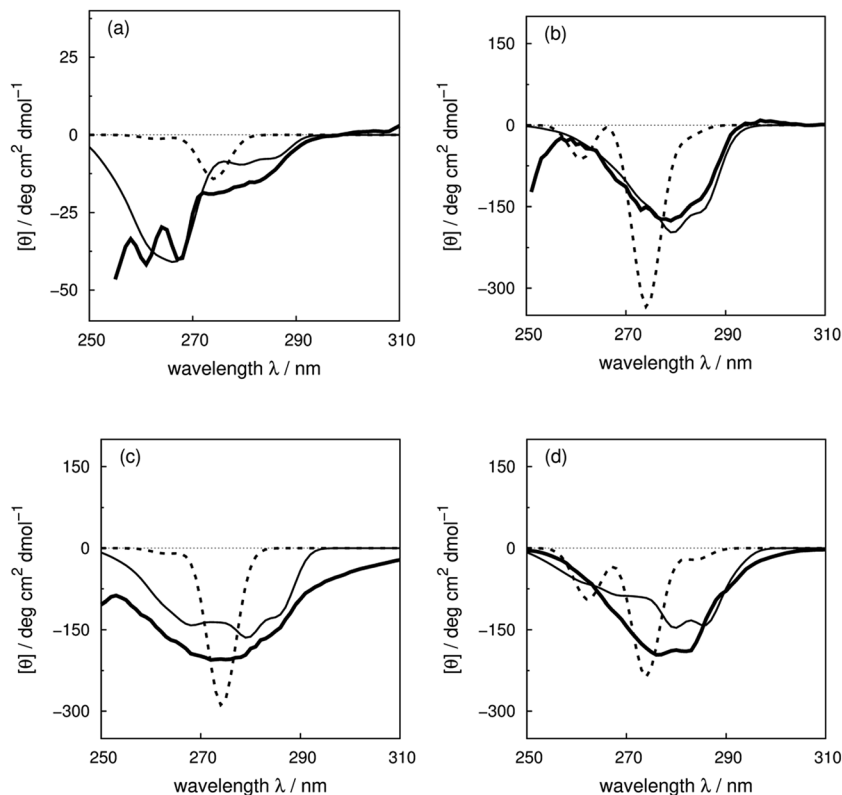 (a)
25
0
−25
−50
[θ] / deg cm² dmol⁻¹
250 270 290 310
wavelength λ / nm
(b)
150
0
−150
−300
[θ] / deg cm² dmol⁻¹
250 270 290 310
wavelength λ / nm
(c)
150
0
−150
−300
[θ] / deg cm² dmol⁻¹
250 270 290 310
wavelength λ / nm
(d)
150
0
−150
−300
[θ] / deg cm² dmol⁻¹
250 270 290 310
wavelength λ / nm